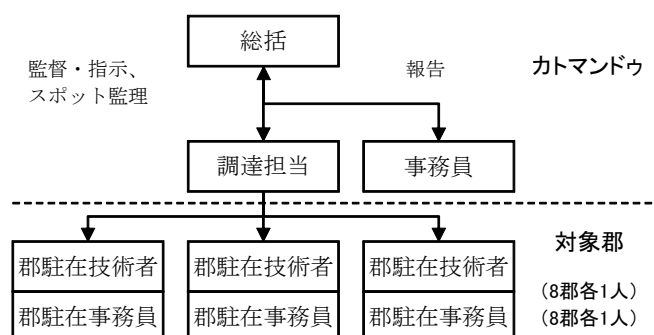 総括
監督・指示、
スポット監理
報告
カトマンドゥ
調達担当
事務員
対象郡
郡駐在技術者
郡駐在技術者
郡駐在技術者
(8郡各1人)
郡駐在事務員
郡駐在事務員
郡駐在事務員
(8郡各1人)